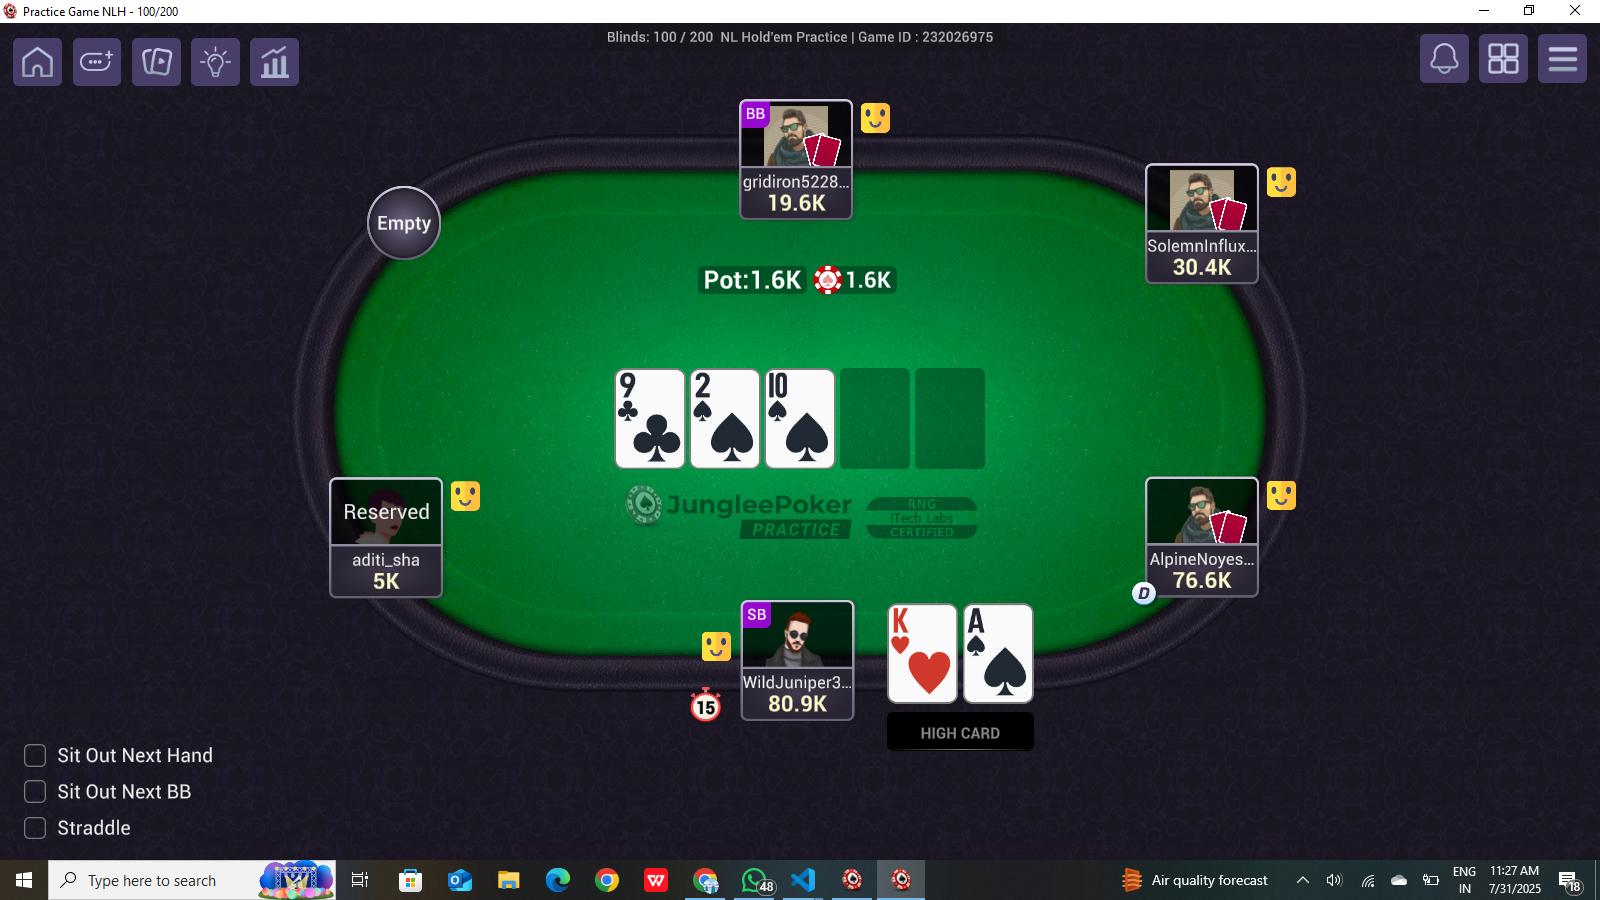 Practice Game NLH - 100/200
Blinds: 100 / 200 NL Hold'em Practice | Game ID : 232026975
BB
gridiron5228...
19.6K
SolemnInflux...
30.4K
Empty
Pot:1.6K 1.6K
9 2 10
JungleePoker
PRACTICE
RNG
iTech Labs
CERTIFIED
Reserved
aditi_sha
5K
AlpineNoyes...
76.6K
D
SB
WildJuniper3...
80.9K
15
K A
HIGH CARD
Sit Out Next Hand
Sit Out Next BB
Straddle
Type here to search
48
Air quality forecast
ENG
IN
11:27 AM
7/31/2025
18